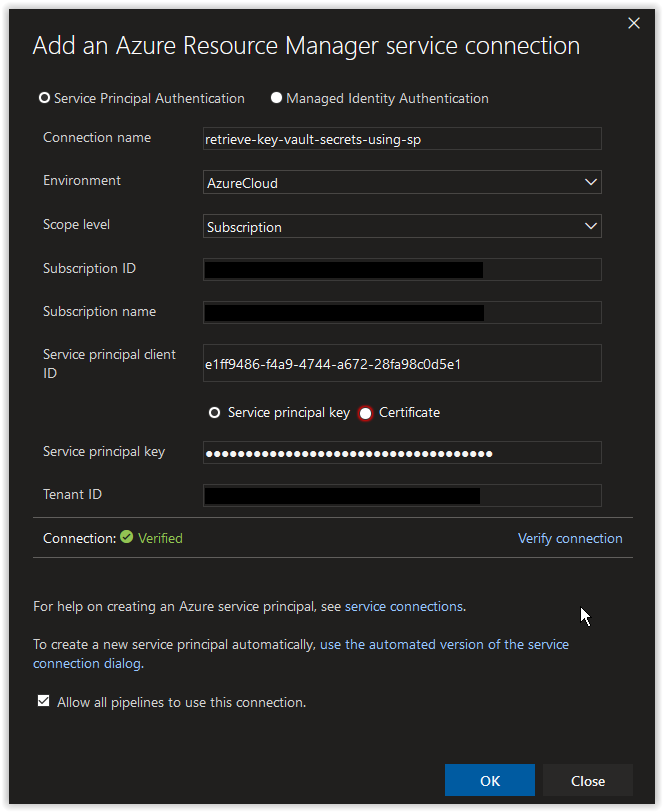 Add an Azure Resource Manager service connection
Service Principal Authentication Managed Identity Authentication
Connection name retrieve-key-vault-secrets-using-sp
Environment AzureCloud
Scope level Subscription
Subscription ID
Subscription name
Service principal client
ID
e1ff9486-f4a9-4744-a672-28fa98c0d5e1
Service principal key Certificate
Service principal key
Tenant ID
Connection: Verified Verify connection
For help on creating an Azure service principal, see service connections.
To create a new service principal automatically, use the automated version of the service
connection dialog.
Allow all pipelines to use this connection.
OK Close